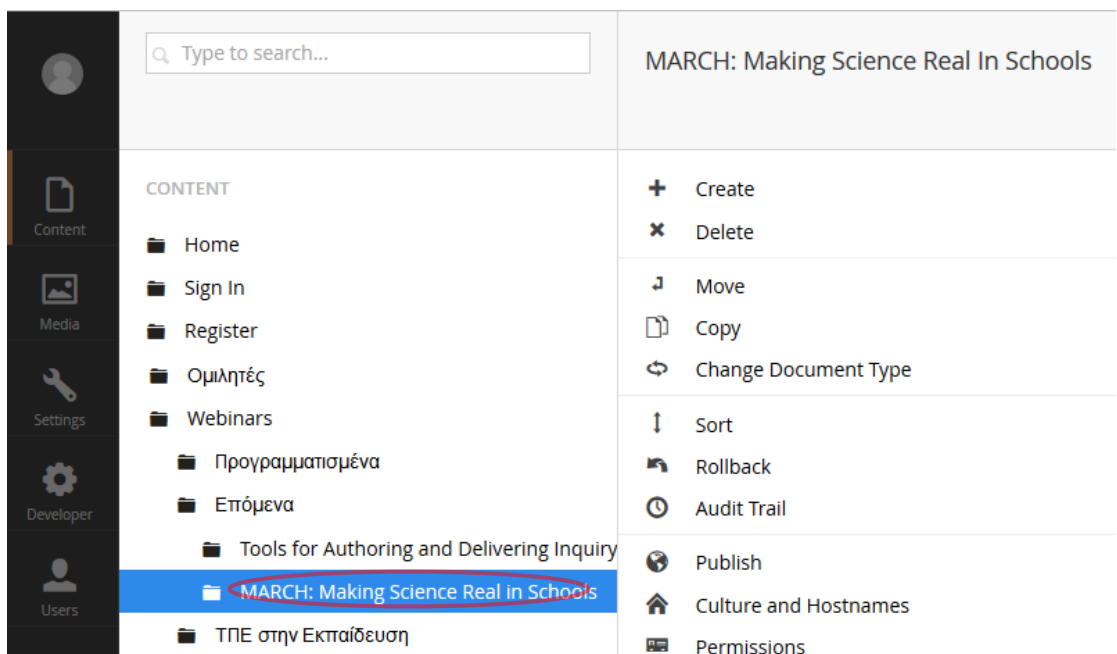 Content
Media
Settings
Developer
Users
Type to search...
CONTENT
Home
Sign In
Register
Ομιλητές
Webinars
Προγραμματισμένα
Επόμενα
Tools for Authoring and Delivering Inquiry
MARCH: Making Science Real in Schools
ΤΠΕ στην Εκπαίδευση
MARCH: Making Science Real In Schools
Create
Delete
Move
Copy
Change Document Type
Sort
Rollback
Audit Trail
Publish
Culture and Hostnames
Permissions